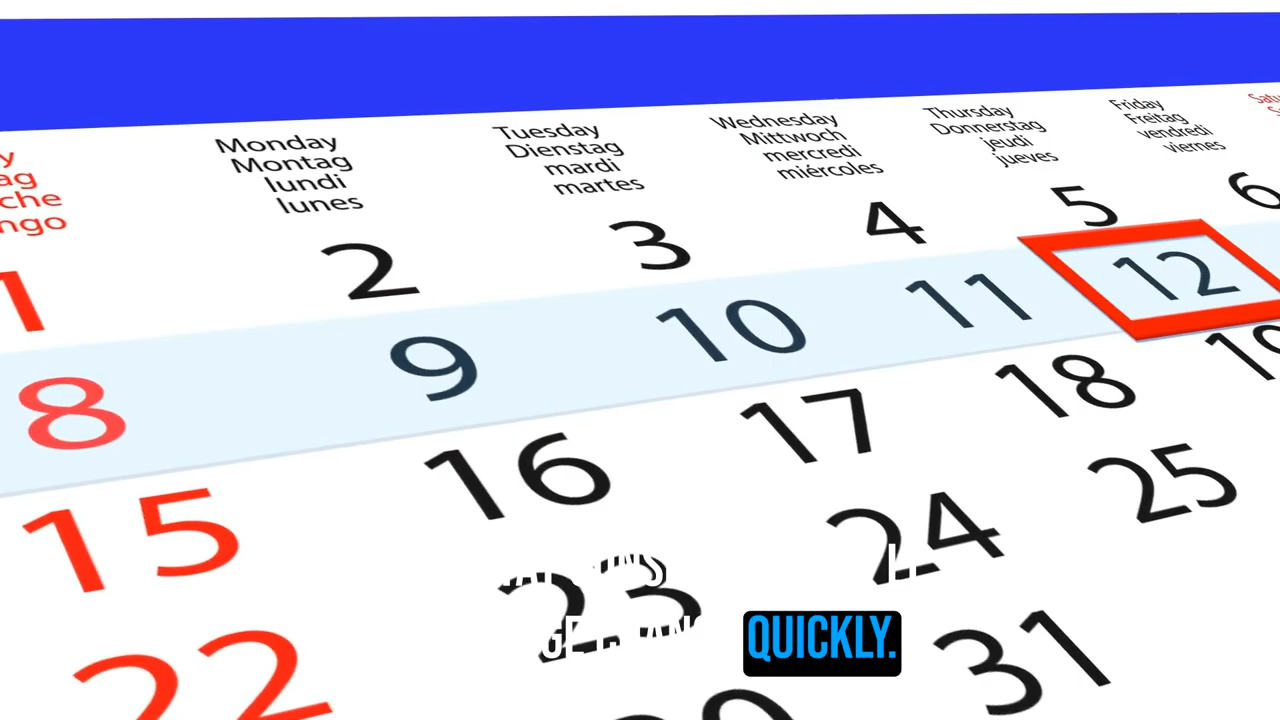 Monday Tuesday Wednesday Thursday Friday
Montag Dienstag Mittwoch Donnerstag Freitag
lundi mardi mercredi jeudi vendredi
lunes martes miércoles jueves viernes
1 2 3 4 5 6
8 9 10 11 12
15 16 17 18 19
22 23 24 25
31
QUICKLY.